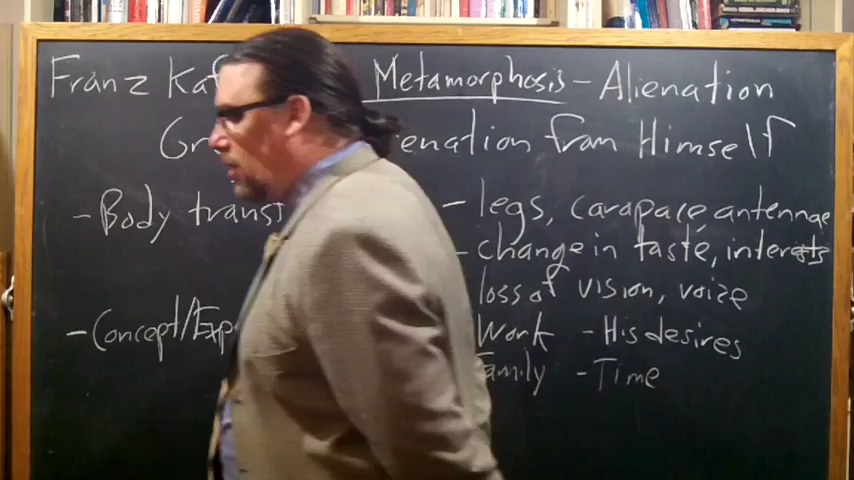 Franz Kaf Metamorphosis - Alienation
Gr enation from Himself
- Body transf - legs, carapace, antennae
- change in taste, interests
loss of vision, voice
- Concept/Exp Work - His desires
Family - Time